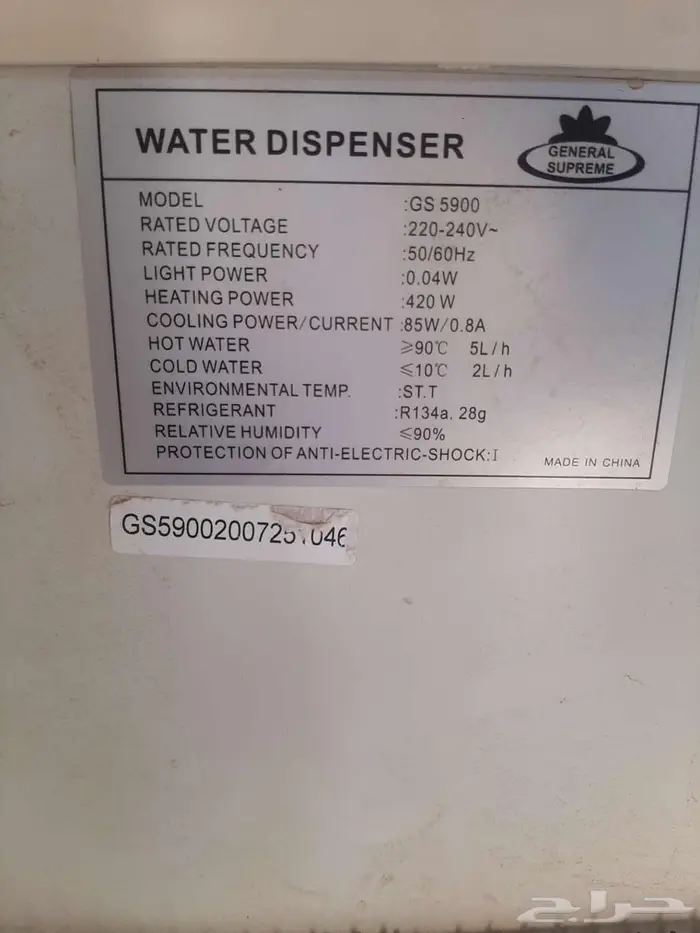 WATER DISPENSER
GENERAL
SUPREME
MODEL :GS 5900
RATED VOLTAGE :220-240V~
RATED FREQUENCY :50/60Hz
LIGHT POWER :0.04W
HEATING POWER :420 W
COOLING POWER/CURRENT :85W/0.8A
HOT WATER ≥90℃ 5L/h
COLD WATER ≤10℃ 2L/h
ENVIRONMENTAL TEMP. :ST.T
REFRIGERANT :R134a. 28g
RELATIVE HUMIDITY ≤90%
PROTECTION OF ANTI-ELECTRIC-SHOCK:I
MADE IN CHINA
حراج